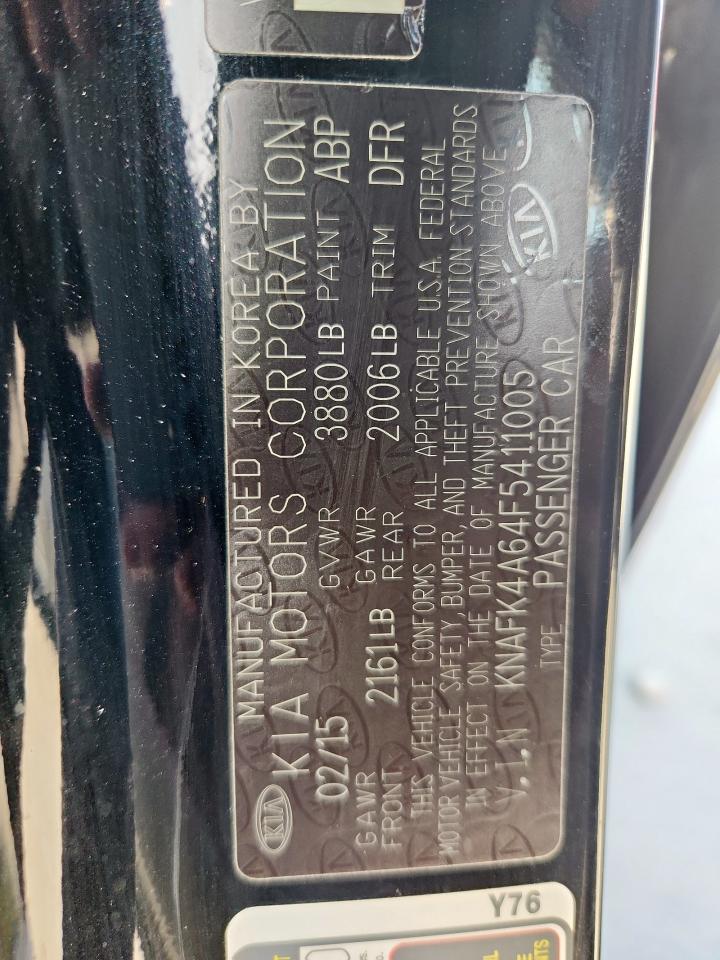 KIA
MANUFACTURED IN KOREA BY
KIA MOTORS CORPORATION
02/15 GVWR 3880LB PAINT ABP
GAWR FRONT 2161LB GAWR REAR 2006LB TRIM DFR
THIS VEHICLE CONFORMS TO ALL APPLICABLE U.S.A. FEDERAL
MOTOR VEHICLE SAFETY, BUMPER, AND THEFT PREVENTION STANDARDS
IN EFFECT ON THE DATE OF MANUFACTURE SHOWN ABOVE
V.I.N KNAFK4A64F5411005
TYPE PASSENGER CAR
KIA
Y76